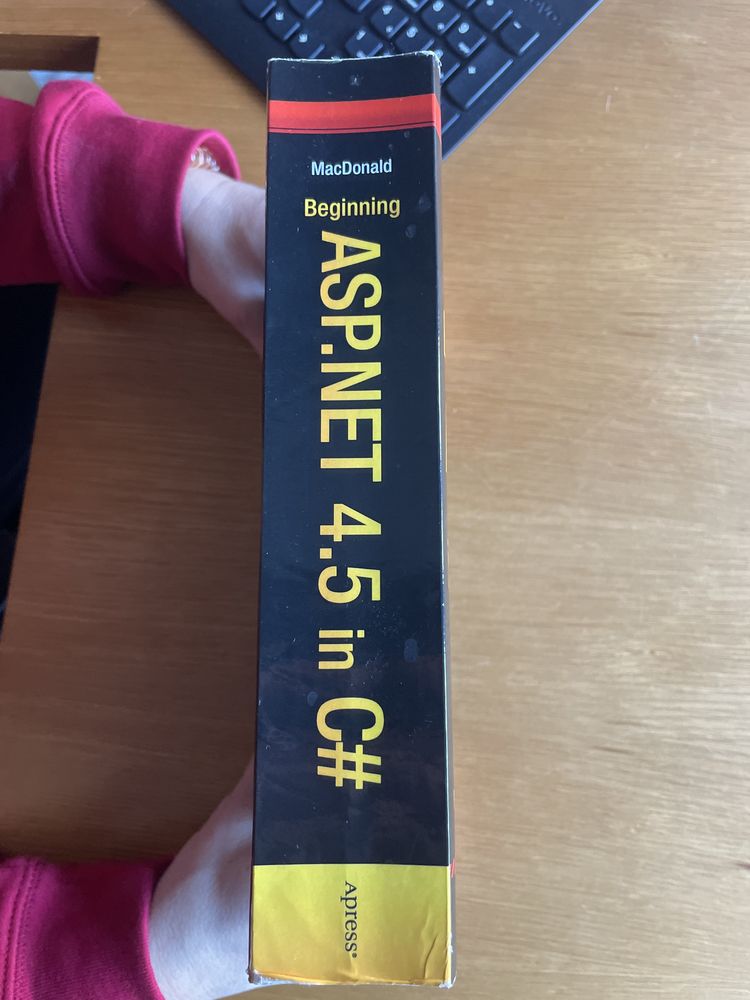 MacDonald
Beginning
ASP.NET 4.5 in C#
Apress®